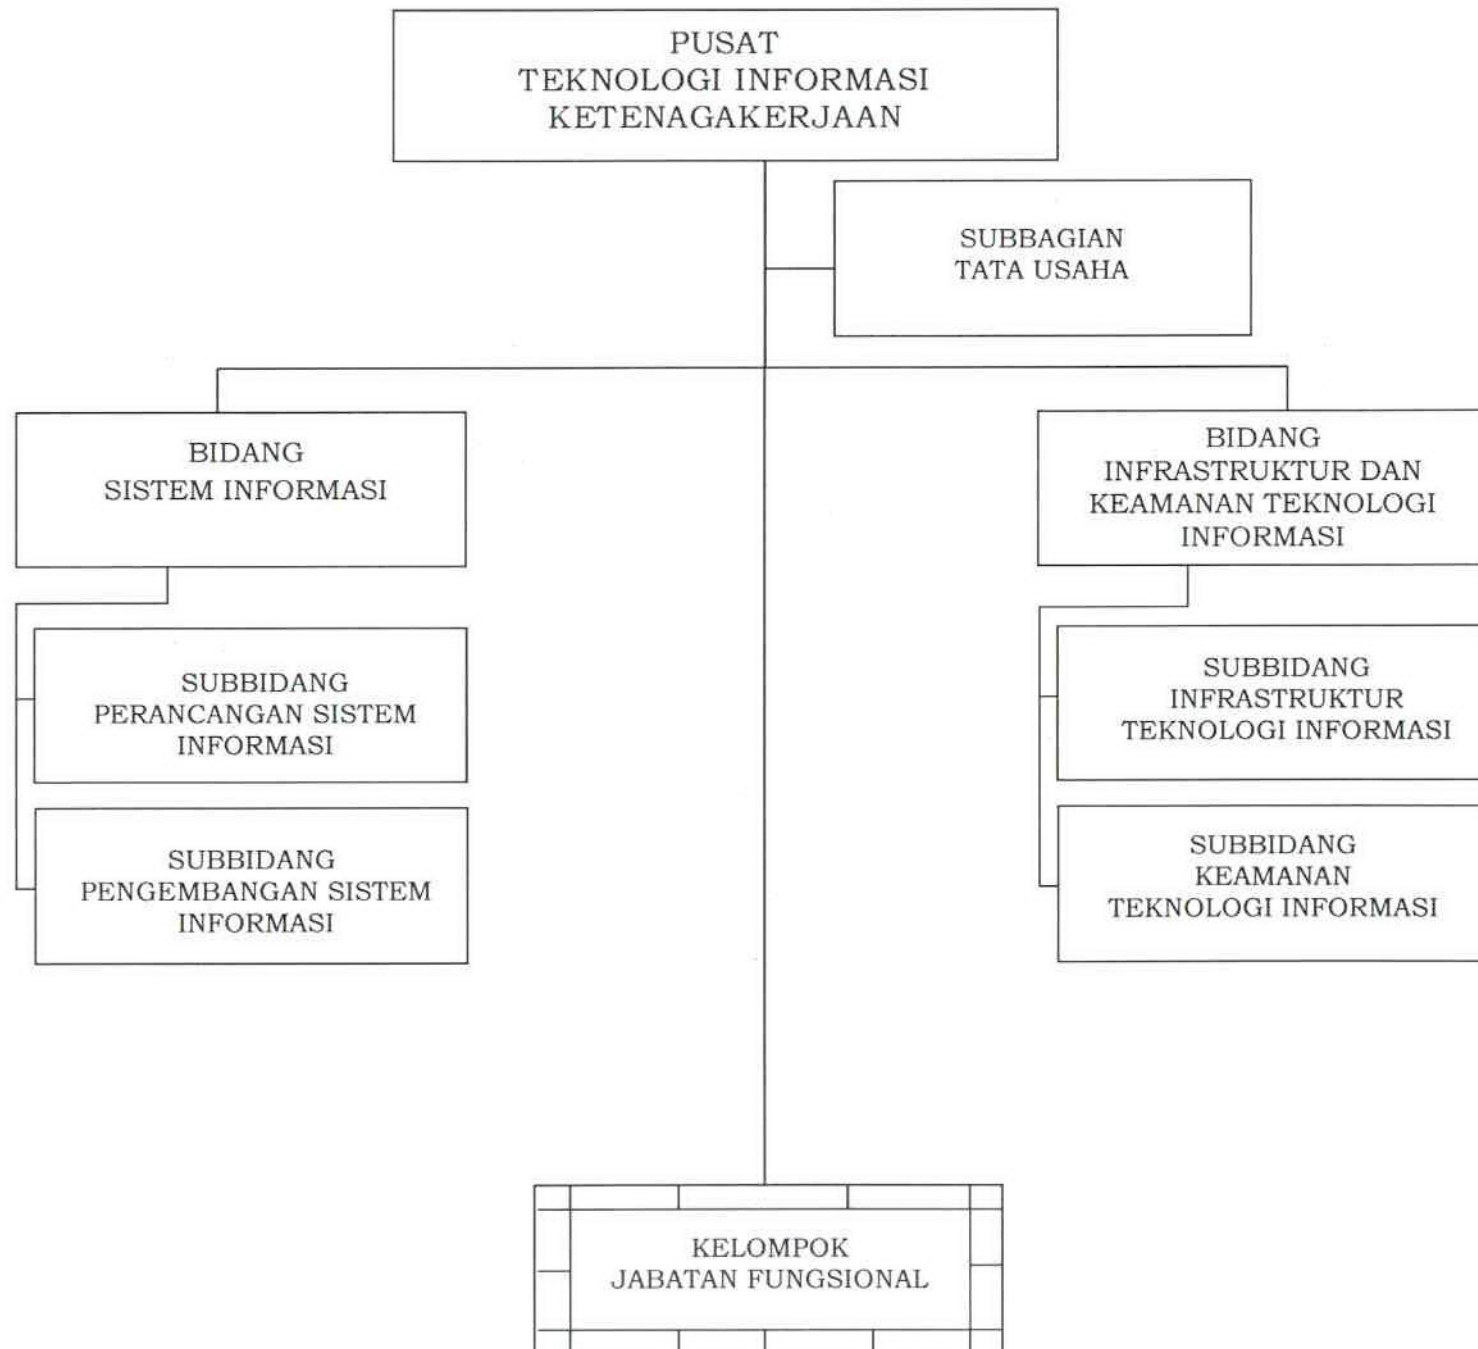 PUSAT
TEKNOLOGI INFORMASI
KETENAGAKERJAAN
SUBBAGIAN
TATA USAHA
BIDANG
SISTEM INFORMASI
BIDANG
INFRASTRUKTUR DAN
KEAMANAN TEKNOLOGI
INFORMASI
SUBBIDANG
PERANCANGAN SISTEM
INFORMASI
SUBBIDANG
INFRASTRUKTUR
TEKNOLOGI INFORMASI
SUBBIDANG
PENGEMBANGAN SISTEM
INFORMASI
SUBBIDANG
KEAMANAN
TEKNOLOGI INFORMASI
KELOMPOK
JABATAN FUNGSIONAL